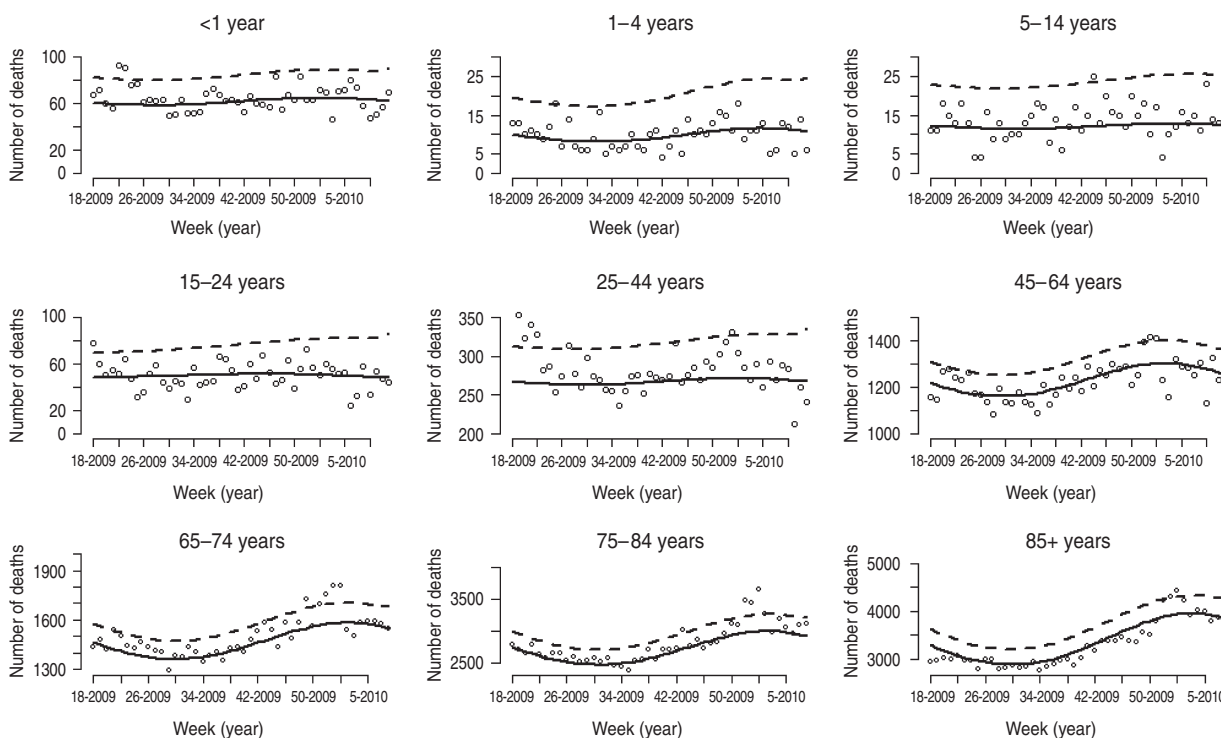 <1 year
Number of deaths
100
80
60
40
20
0
18-2009 26-2009 34-2009 42-2009 50-2009 5-2010
Week (year)
1–4 years
Number of deaths
25
20
15
10
5
0
18-2009 26-2009 34-2009 42-2009 50-2009 5-2010
Week (year)
5–14 years
Number of deaths
25
20
15
10
5
0
18-2009 26-2009 34-2009 42-2009 50-2009 5-2010
Week (year)
15–24 years
Number of deaths
100
80
60
40
20
0
18-2009 26-2009 34-2009 42-2009 50-2009 5-2010
Week (year)
25–44 years
Number of deaths
350
300
250
200
18-2009 26-2009 34-2009 42-2009 50-2009 5-2010
Week (year)
45–64 years
Number of deaths
1400
1200
1000
18-2009 26-2009 34-2009 42-2009 50-2009 5-2010
Week (year)
65–74 years
Number of deaths
1900
1600
1300
18-2009 26-2009 34-2009 42-2009 50-2009 5-2010
Week (year)
75–84 years
Number of deaths
3500
2500
18-2009 26-2009 34-2009 42-2009 50-2009 5-2010
Week (year)
85+ years
Number of deaths
5000
4000
3000
18-2009 26-2009 34-2009 42-2009 50-2009 5-2010
Week (year)